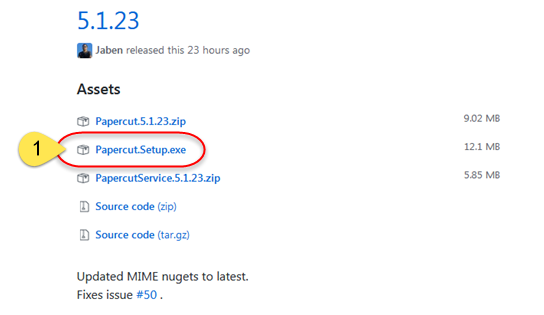 5.1.23
Jaben released this 23 hours ago
Assets
Papercut.5.1.23.zip 9.02 MB
1 Papercut.Setup.exe 12.1 MB
PapercutService.5.1.23.zip 5.85 MB
Source code (zip)
Source code (tar.gz)
Updated MIME nugets to latest.
Fixes issue #50 .